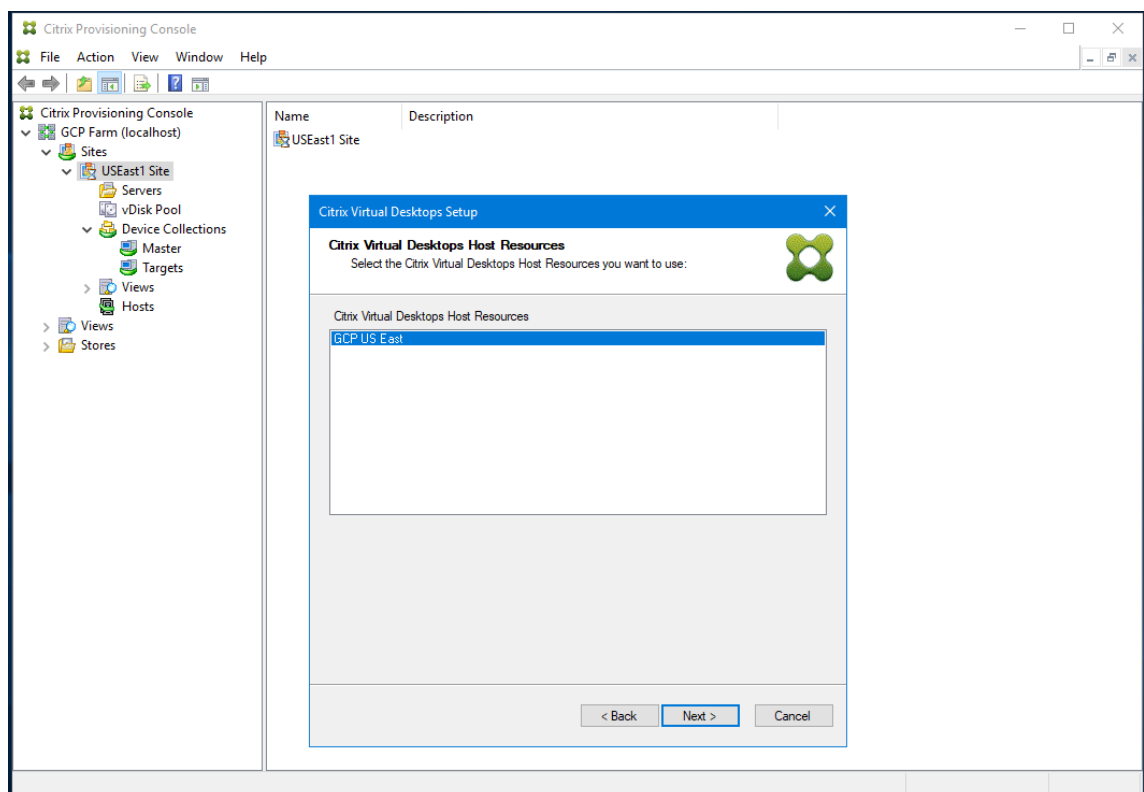 Citrix Provisioning Console
File Action View Window Help
Citrix Provisioning Console
GCP Farm (localhost)
Sites
USEast1 Site
Servers
vDisk Pool
Device Collections
Master
Targets
Views
Hosts
Views
Stores
Name Description
USEast1 Site
Citrix Virtual Desktops Setup
Citrix Virtual Desktops Host Resources
Select the Citrix Virtual Desktops Host Resources you want to use:
Citrix Virtual Desktops Host Resources
GCP US East
< Back Next > Cancel